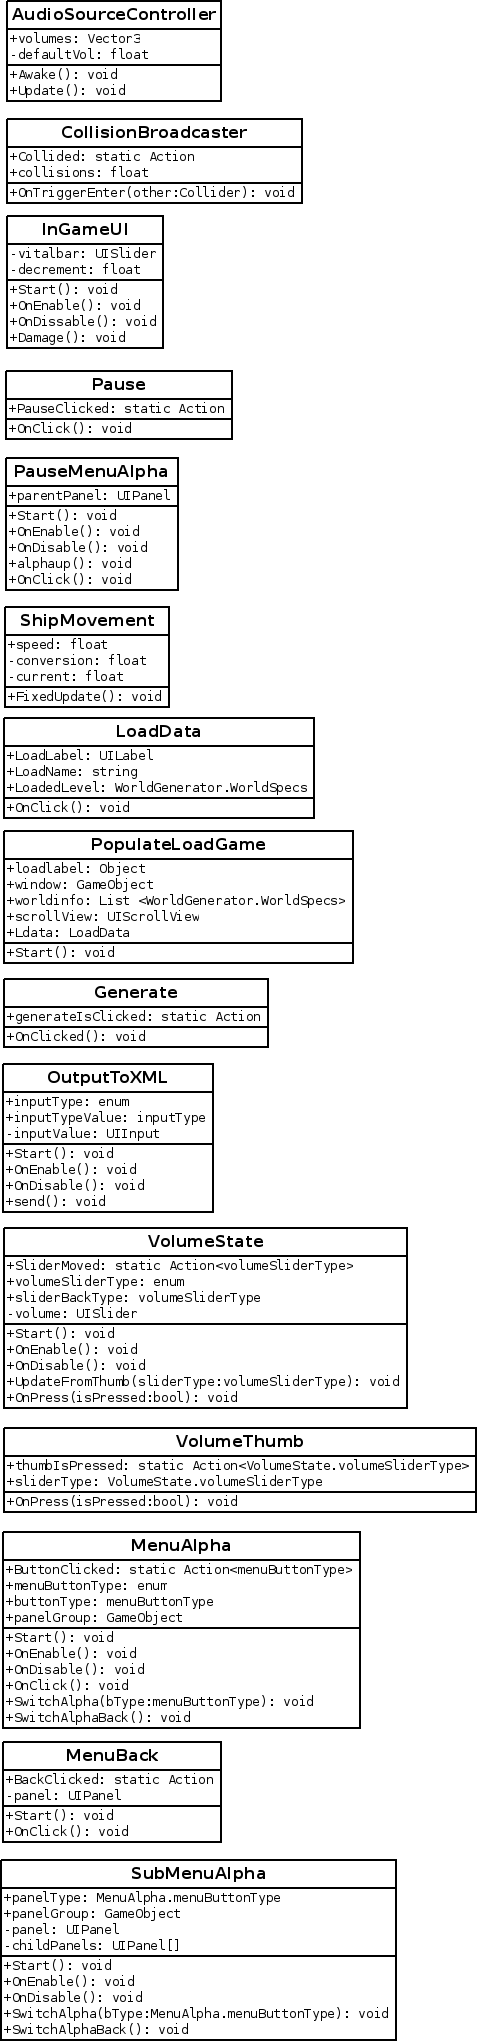 AudioSourceController
+volumes: Vector3
-defaultVol: float
+Awake(): void
+Update(): void
CollisionBroadcaster
+Collided: static Action
+collisions: float
+OnTriggerEnter(other:Collider): void
InGameUI
-vitalbar: UISlider
-decrement: float
+Start(): void
+OnEnable(): void
+OnDissable(): void
+Damage(): void
Pause
+PauseClicked: static Action
+OnClick(): void
PauseMenuAlpha
+parentPanel: UIPanel
+Start(): void
+OnEnable(): void
+OnDisable(): void
+alphaup(): void
+OnClick(): void
ShipMovement
+speed: float
-conversion: float
-current: float
+FixedUpdate(): void
LoadData
+LoadLabel: UILabel
+LoadName: string
+LoadedLevel: WorldGenerator.WorldSpecs
+OnClick(): void
PopulateLoadGame
+loadlabel: Object
+window: GameObject
+worldinfo: List <WorldGenerator.WorldSpecs>
+scrollView: UIScrollView
+Ldata: LoadData
+Start(): void
Generate
+generateIsClicked: static Action
+OnClicked(): void
OutputToXML
+inputType: enum
+inputTypeValue: inputType
-inputValue: UIInput
+Start(): void
+OnEnable(): void
+OnDisable(): void
+send(): void
VolumeState
+SliderMoved: static Action<volumeSliderType>
+volumeSliderType: enum
+sliderBackType: volumeSliderType
-volume: UISlider
+Start(): void
+OnEnable(): void
+OnDisable(): void
+UpdateFromThumb(sliderType:volumeSliderType): void
+OnPress(isPressed:bool): void
VolumeThumb
+thumbIsPressed: static Action<VolumeState.volumeSliderType>
+sliderType: VolumeState.volumeSliderType
+OnPress(isPressed:bool): void
MenuAlpha
+ButtonClicked: static Action<menuButtonType>
+menuButtonType: enum
+buttonType: menuButtonType
+panelGroup: GameObject
+Start(): void
+OnEnable(): void
+OnDisable(): void
+OnClick(): void
+SwitchAlpha(bType:menuButtonType): void
+SwitchAlphaBack(): void
MenuBack
+BackClicked: static Action
-panel: UIPanel
+Start(): void
+OnClick(): void
SubMenuAlpha
+panelType: MenuAlpha.menuButtonType
+panelGroup: GameObject
-panel: UIPanel
-childPanels: UIPanel[]
+Start(): void
+OnEnable(): void
+OnDisable(): void
+SwitchAlpha(bType:MenuAlpha.menuButtonType): void
+SwitchAlphaBack(): void